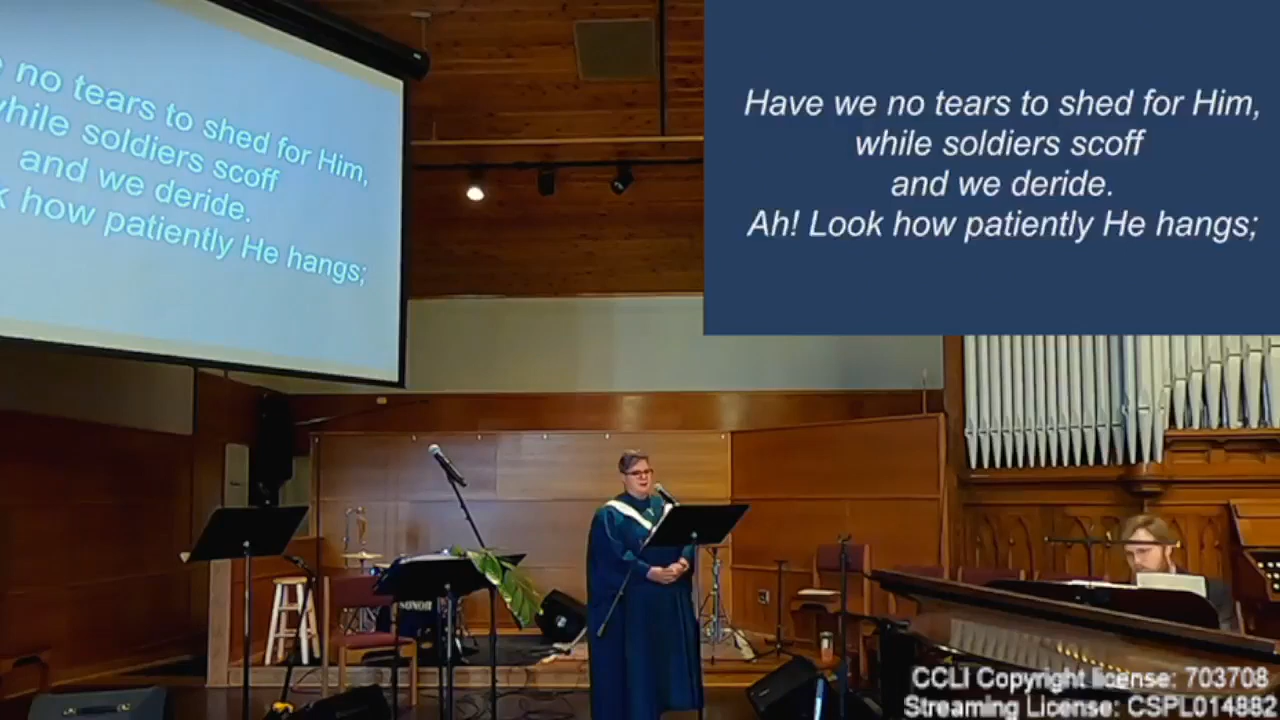 no tears to shed for Him,
while soldiers scoff
and we deride.
how patiently He hangs;
Have we no tears to shed for Him,
while soldiers scoff
and we deride.
Ah! Look how patiently He hangs;
SONOR
CCLI Copyright license: 703708
Streaming License: CSPL014882